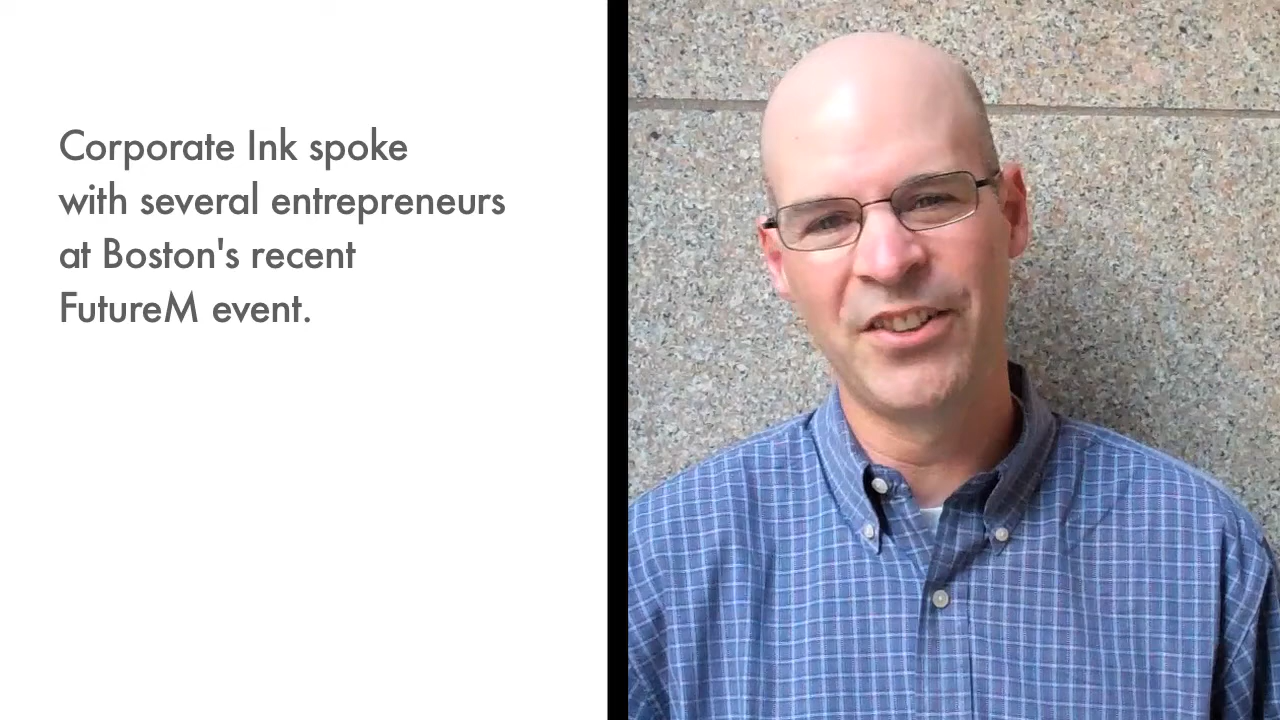 Corporate Ink spoke
with several entrepreneurs
at Boston's recent
FutureM event.